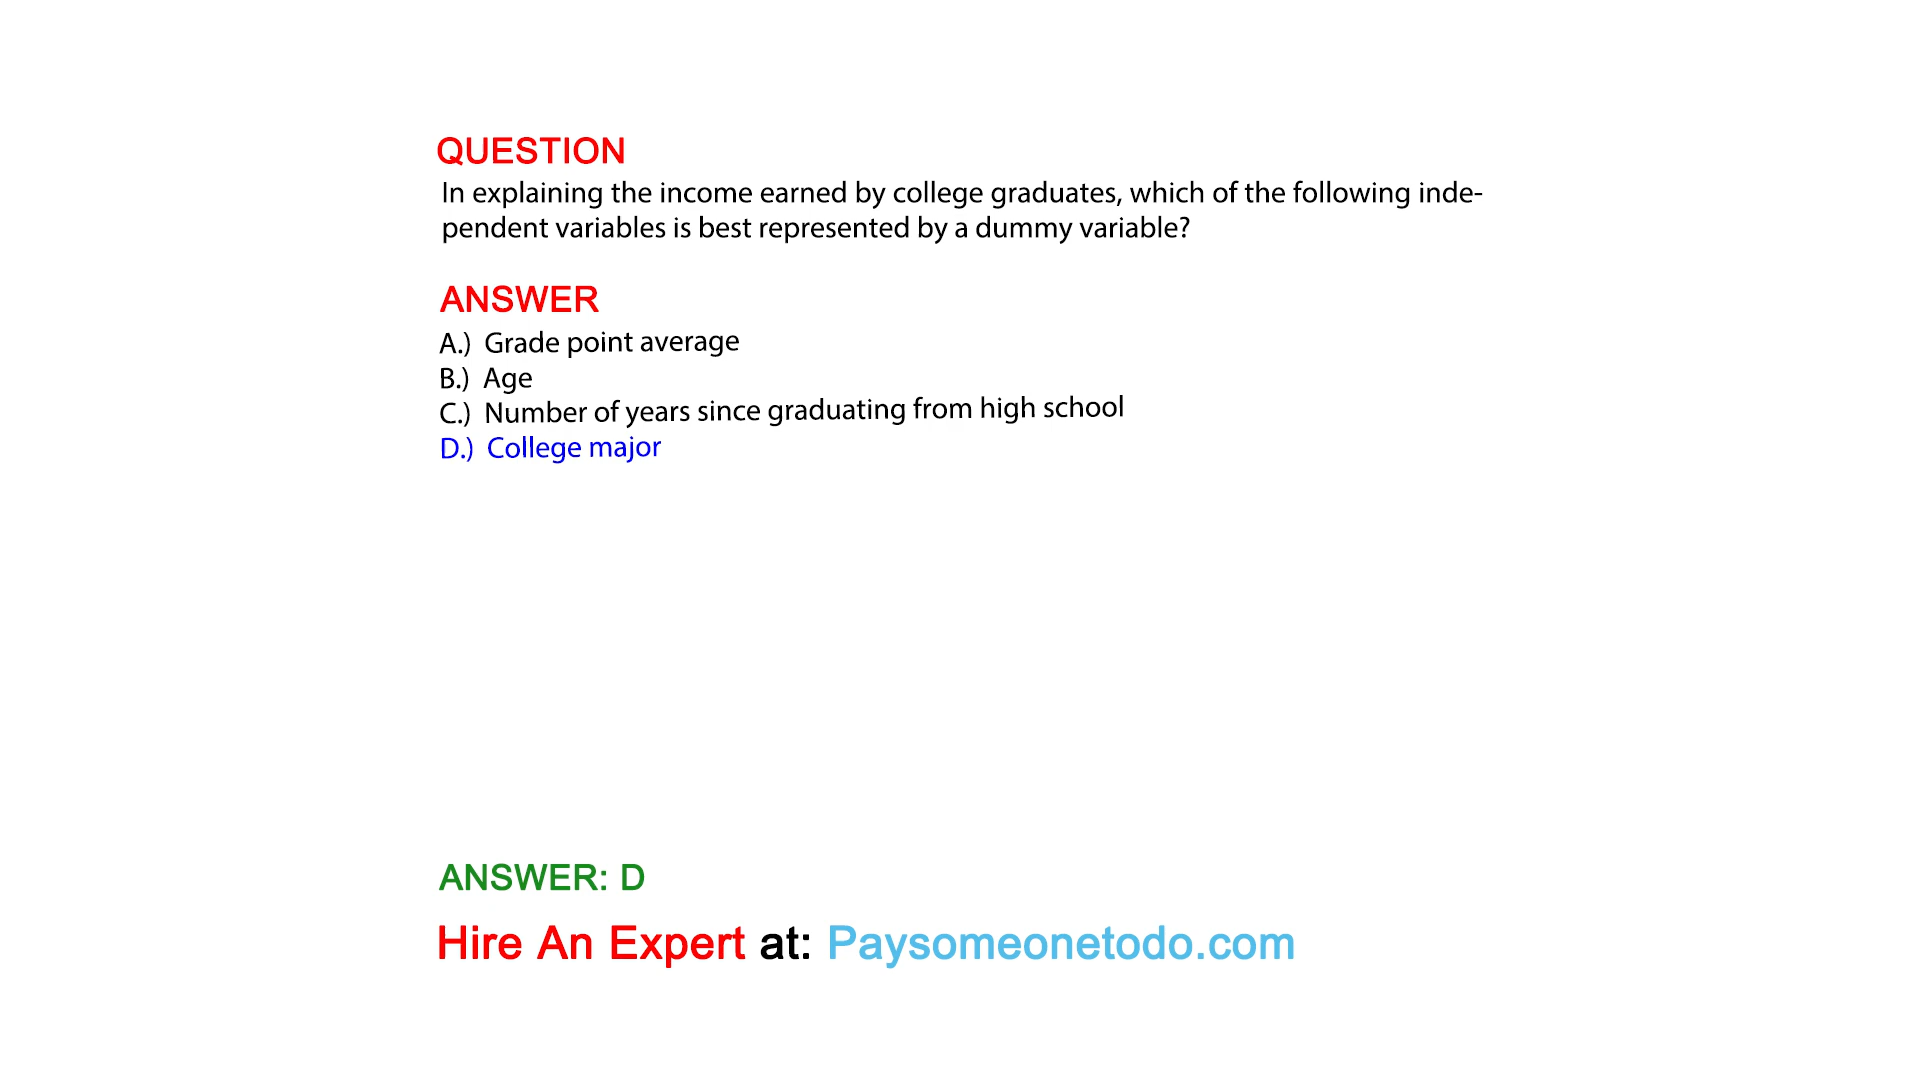 QUESTION
In explaining the income earned by college graduates, which of the following inde-
pendent variables is best represented by a dummy variable?
ANSWER
A.) Grade point average
B.) Age
C.) Number of years since graduating from high school
D.) College major
ANSWER: D
Hire An Expert at: Paysomeonetodo.com